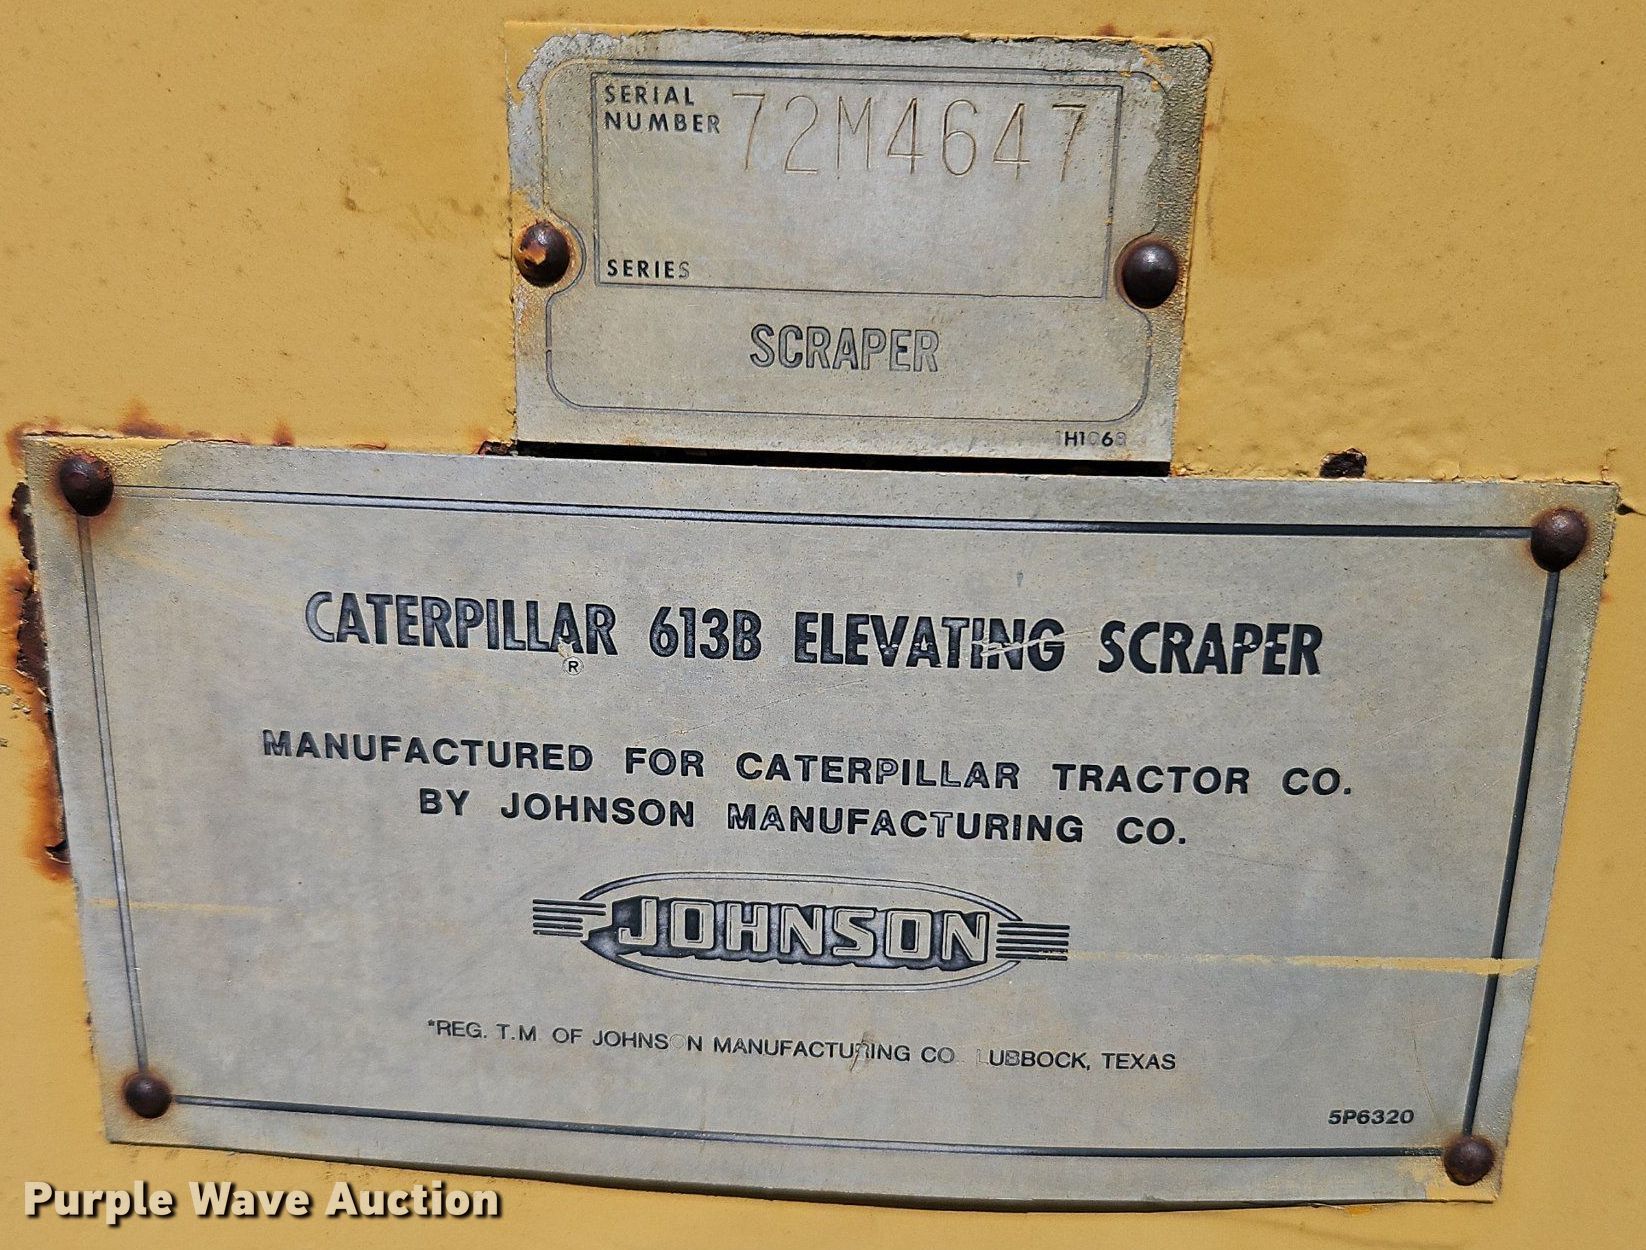 SERIAL
NUMBER 72M4647
SERIES
SCRAPER
CATERPILLAR 613B ELEVATING SCRAPER
®
MANUFACTURED FOR CATERPILLAR TRACTOR CO.
BY JOHNSON MANUFACTURING CO.
JOHNSON
*REG. T.M OF JOHNSON MANUFACTURING CO. LUBBOCK, TEXAS
5P6320
Purple Wave Auction